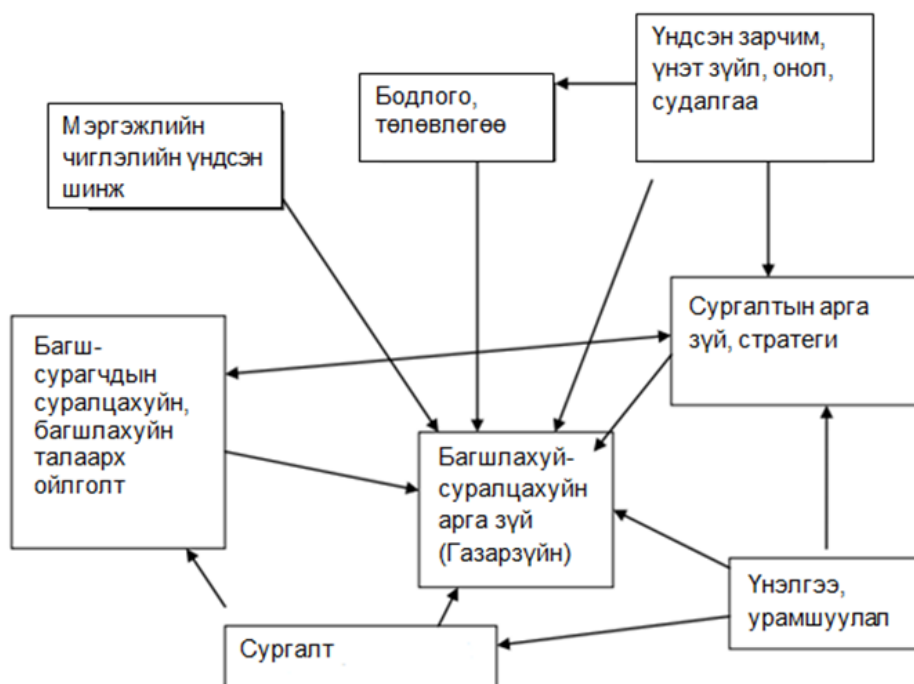 Үндсэн зарчим,
үнэт зүйл, онол,
судалгаа
Бодлого,
төлөвлөгөө
Мэргэжлийн
чиглэлийн үндсэн
шинж
Сургалтын арга
зүй, стратеги
Багш-
сурагчдын
суралцахуйн,
багшлахуйн
талаарх
ойлголт
Багшлахуй-
суралцахуйн
арга зүй
(Газарзүйн)
Үнэлгээ,
урамшуулал
Сургалт